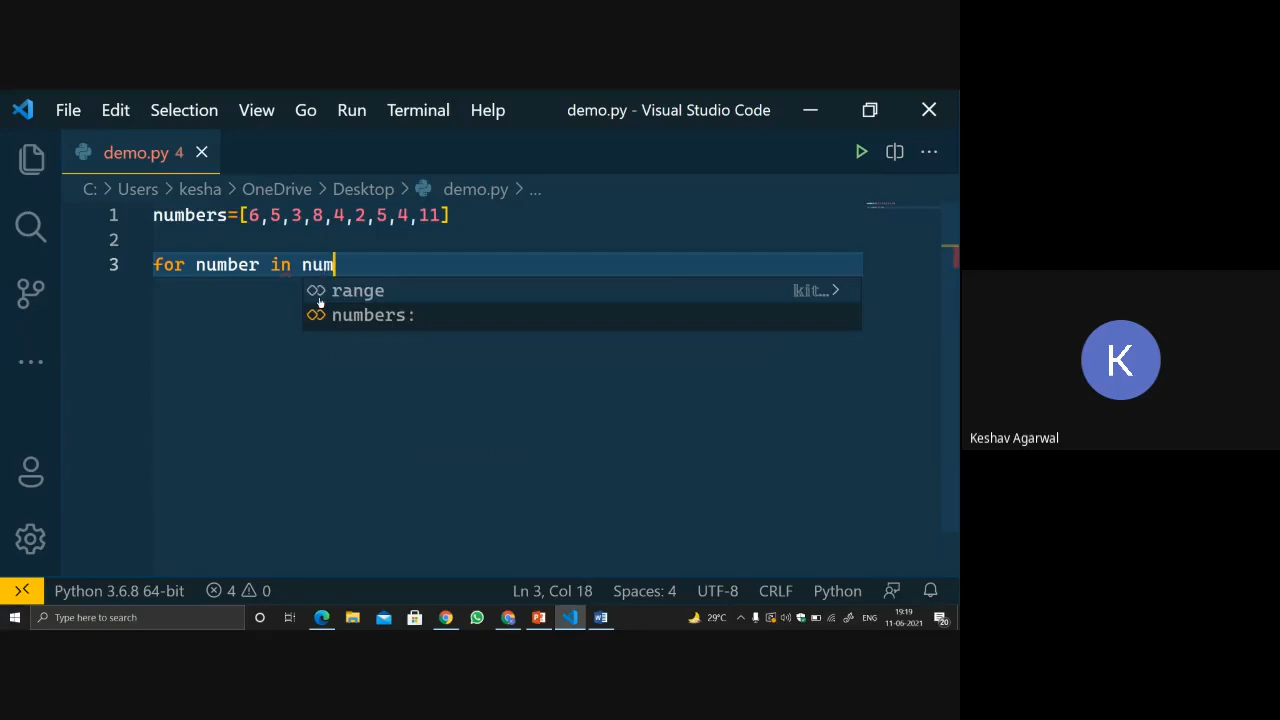 File Edit Selection View Go Run Terminal Help demo.py - Visual Studio Code
demo.py 4
C: > Users > kesha > OneDrive > Desktop > demo.py > ...
1 numbers=[6,5,3,8,4,2,5,4,11]
2
3 for number in num
range kit...
numbers:
K
Keshav Agarwal
Python 3.6.8 64-bit 4 0 Ln 3, Col 18 Spaces: 4 UTF-8 CRLF Python
Type here to search 29°C ENG 19:19
11-06-2021 20